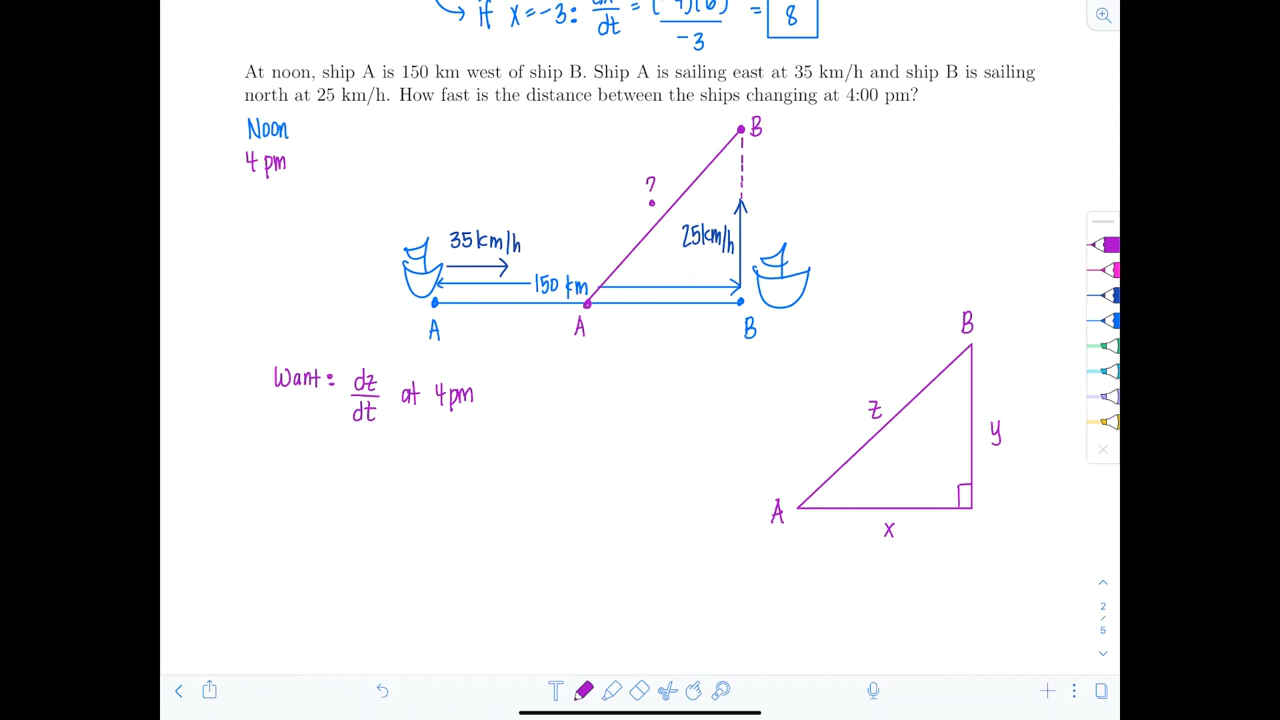 if x=-3: dx/dt = (-4)(6)/-3 = 8
At noon, ship A is 150 km west of ship B. Ship A is sailing east at 35 km/h and ship B is sailing
north at 25 km/h. How fast is the distance between the ships changing at 4:00 pm?
Noon
4 pm
B
?
35 km/h
25 km/h
150 km
A
A
B
B
Want: dz/dt at 4pm
z
y
A
x
2
/
5
T